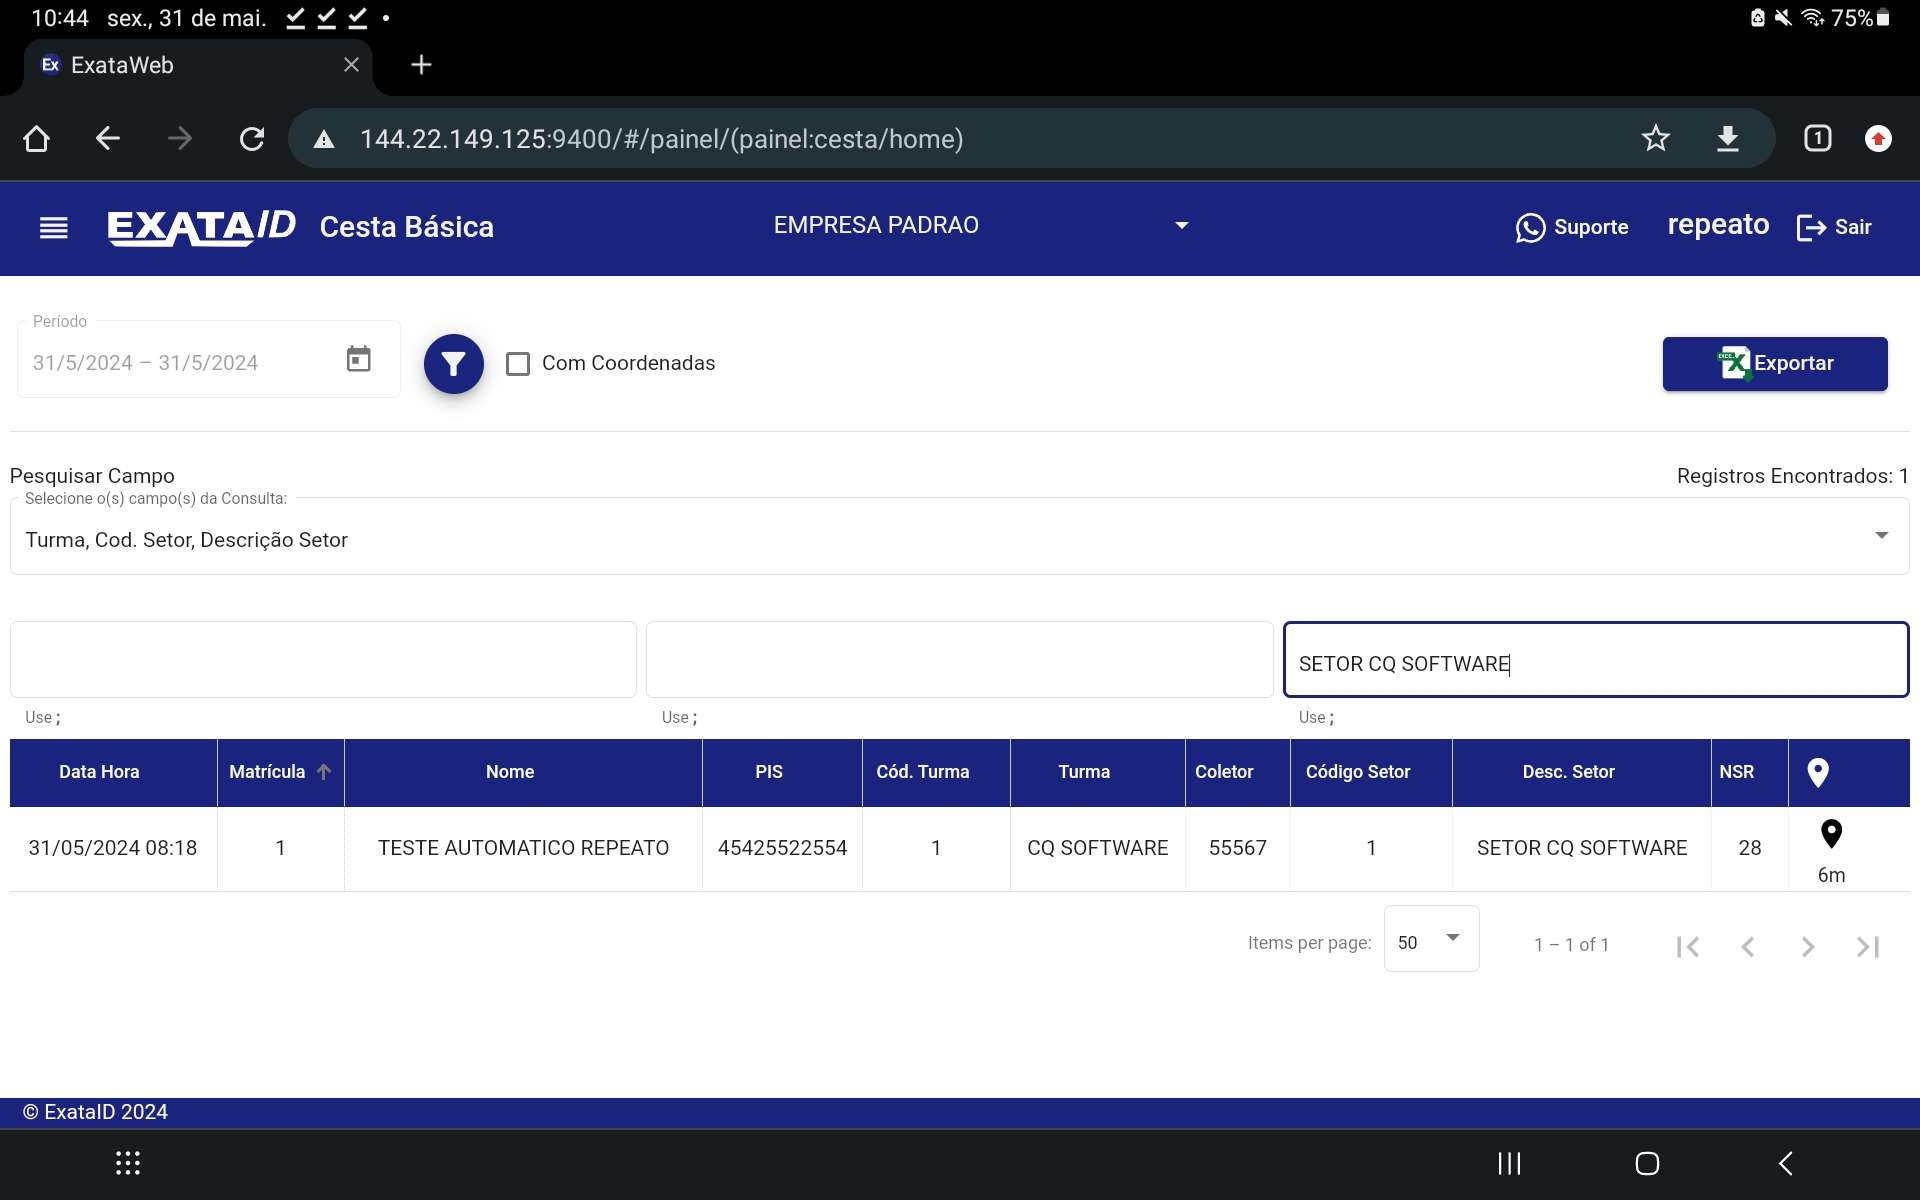 10:44 sex., 31 de mai.
75%
Ex ExataWeb
144.22.149.125:9400/#/painel/(painel:cesta/home)
1
EXATAID Cesta Básica EMPRESA PADRAO Suporte repeato Sair
Período
31/5/2024 – 31/5/2024
Com Coordenadas
Exportar
Pesquisar Campo
Registros Encontrados: 1
Selecione o(s) campo(s) da Consulta:
Turma, Cod. Setor, Descrição Setor
SETOR CQ SOFTWARE
Use ; Use ; Use ;
Data Hora Matrícula Nome PIS Cód. Turma Turma Coletor Código Setor Desc. Setor NSR
31/05/2024 08:18 1 TESTE AUTOMATICO REPEATO 45425522554 1 CQ SOFTWARE 55567 1 SETOR CQ SOFTWARE 28
6m
Items per page: 50 1 – 1 of 1
© ExataID 2024